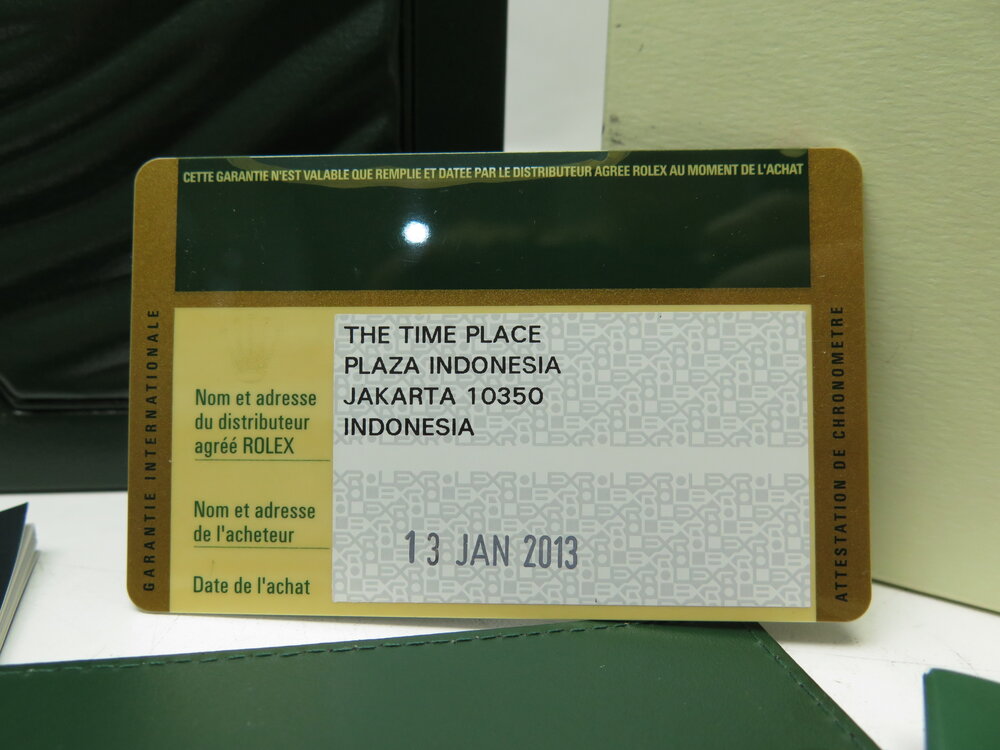 CETTE GARANTIE N'EST VALABLE QUE REMPLIE ET DATEE PAR LE DISTRIBUTEUR AGREE ROLEX AU MOMENT DE L'ACHAT
GARANTIE INTERNATIONALE
THE TIME PLACE
PLAZA INDONESIA
JAKARTA 10350
INDONESIA
Nom et adresse
du distributeur
agréé ROLEX
Nom et adresse
de l'acheteur
13 JAN 2013
Date de l'achat
ATTESTATION DE CHRONOMETRE